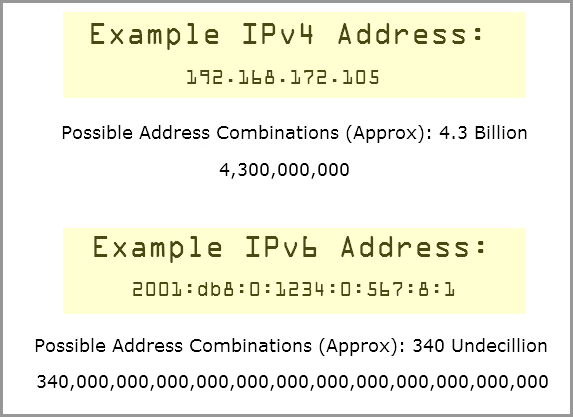 Example IPv4 Address:
192.168.172.105
Possible Address Combinations (Approx): 4.3 Billion
4,300,000,000
Example IPv6 Address:
2001:db8:0:1234:0:567:8:1
Possible Address Combinations (Approx): 340 Undecillion
340,000,000,000,000,000,000,000,000,000,000,000,000